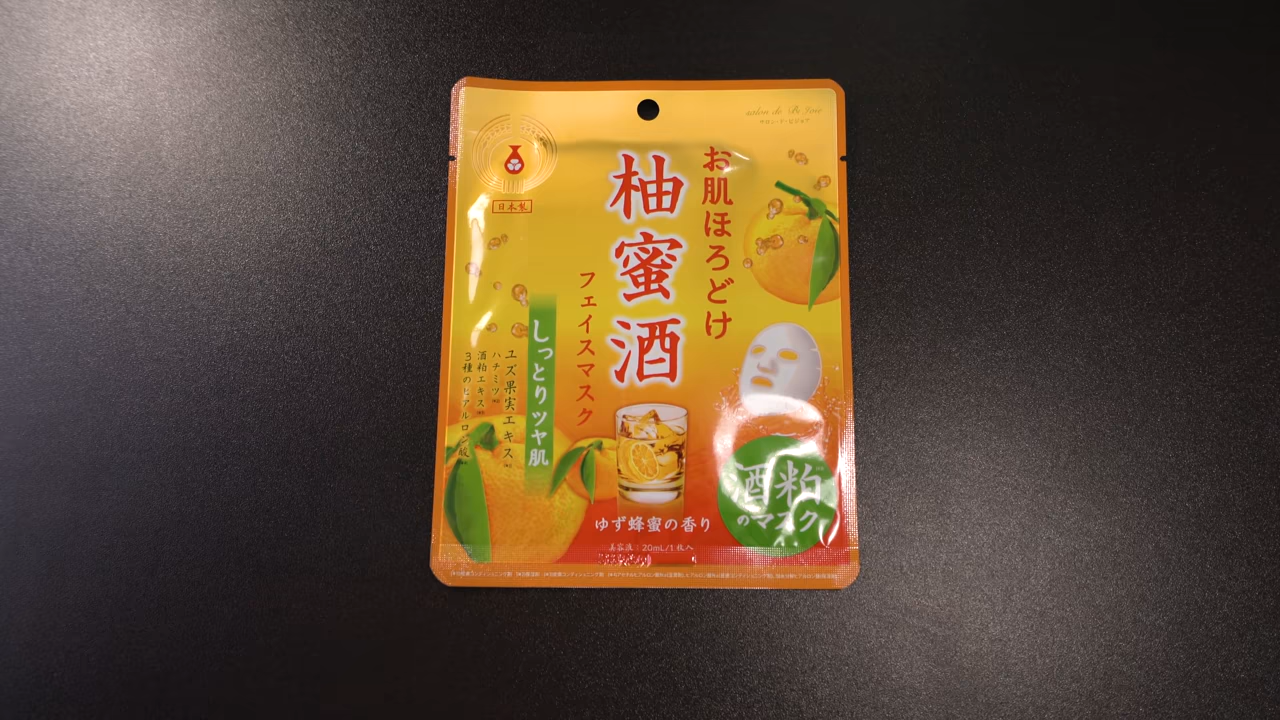 salon de Be Joie
サロン・ド・ビジョア
日本製
お肌ほろどけ
柚蜜酒
フェイスマスク
しっとりツヤ肌
ユズ果実エキス
ハチミツ
酒粕エキス
3種のヒアルロン酸
酒粕
のマスク
ゆず蜂蜜の香り
美容液:20mL/1枚入